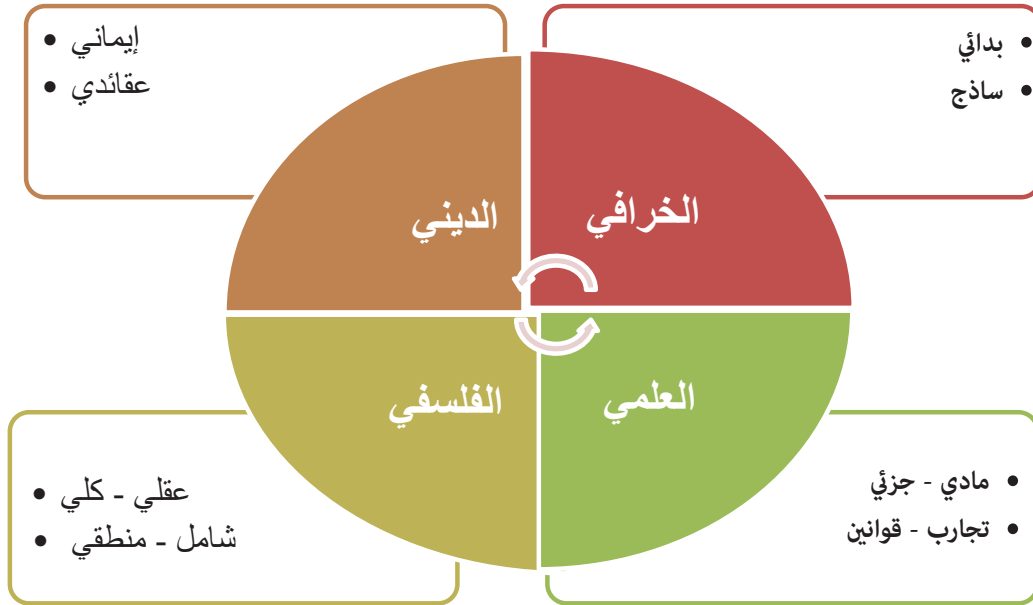 • بدائي
• ساذج
• إيماني
• عقائدي
الخرافي
الديني
العلمي
الفلسفي
• مادي - جزئي
• تجارب - قوانين
• عقلي - كلي
• شامل - منطقي